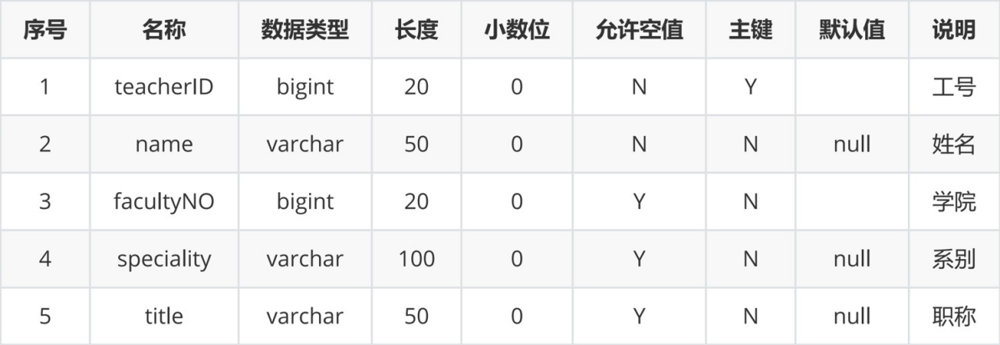 序号 名称 数据类型 长度 小数位 允许空值 主键 默认值 说明
1 teacherID bigint 20 0 N Y 工号
2 name varchar 50 0 N N null 姓名
3 facultyNO bigint 20 0 Y N 学院
4 speciality varchar 100 0 Y N null 系别
5 title varchar 50 0 Y N null 职称